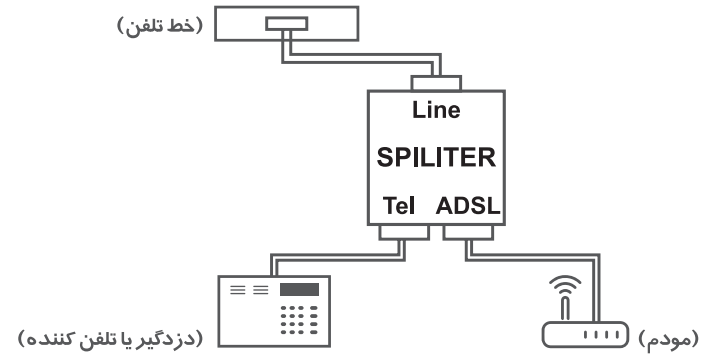 (خط تلفن)
Line
SPILITER
Tel ADSL
(دزدگیر یا تلفن کننده)
(مودم)